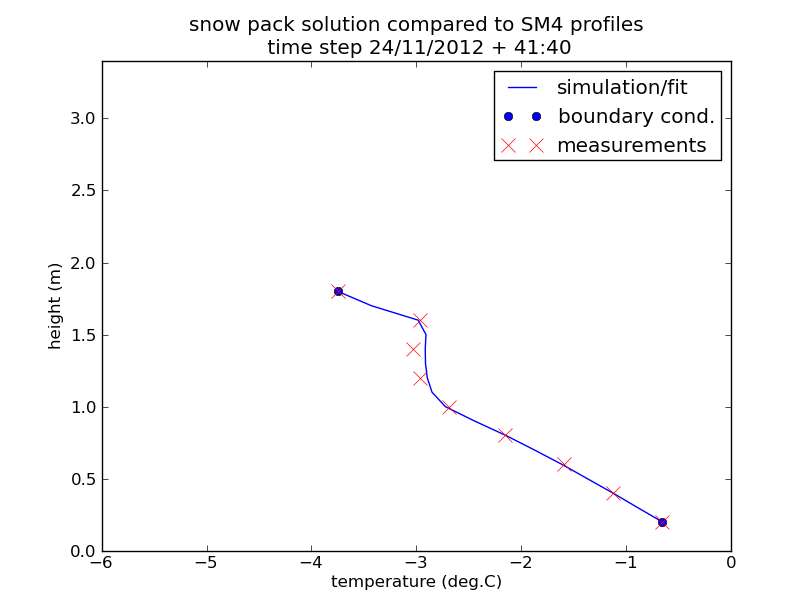 snow pack solution compared to SM4 profiles
time step 24/11/2012 + 41:40
simulation/fit
boundary cond.
measurements
3.0
2.5
2.0
1.5
1.0
0.5
0.0
height (m)
−6 −5 −4 −3 −2 −1 0
temperature (deg.C)